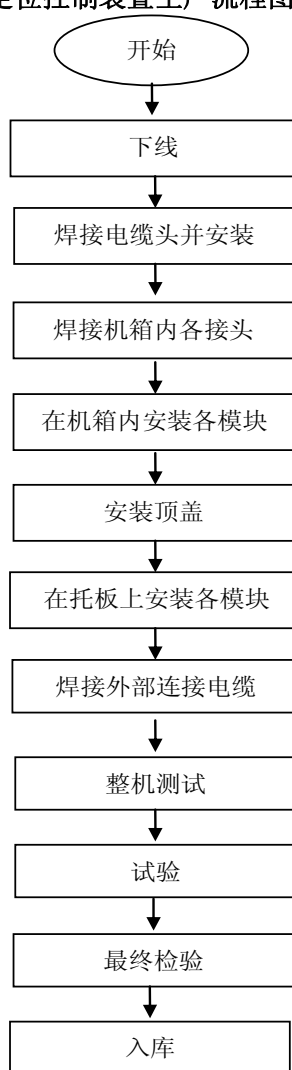 定位控制装置生产流程图
开始
下线
焊接电缆头并安装
焊接机箱内各接头
在机箱内安装各模块
安装顶盖
在托板上安装各模块
焊接外部连接电缆
整机测试
试验
最终检验
入库